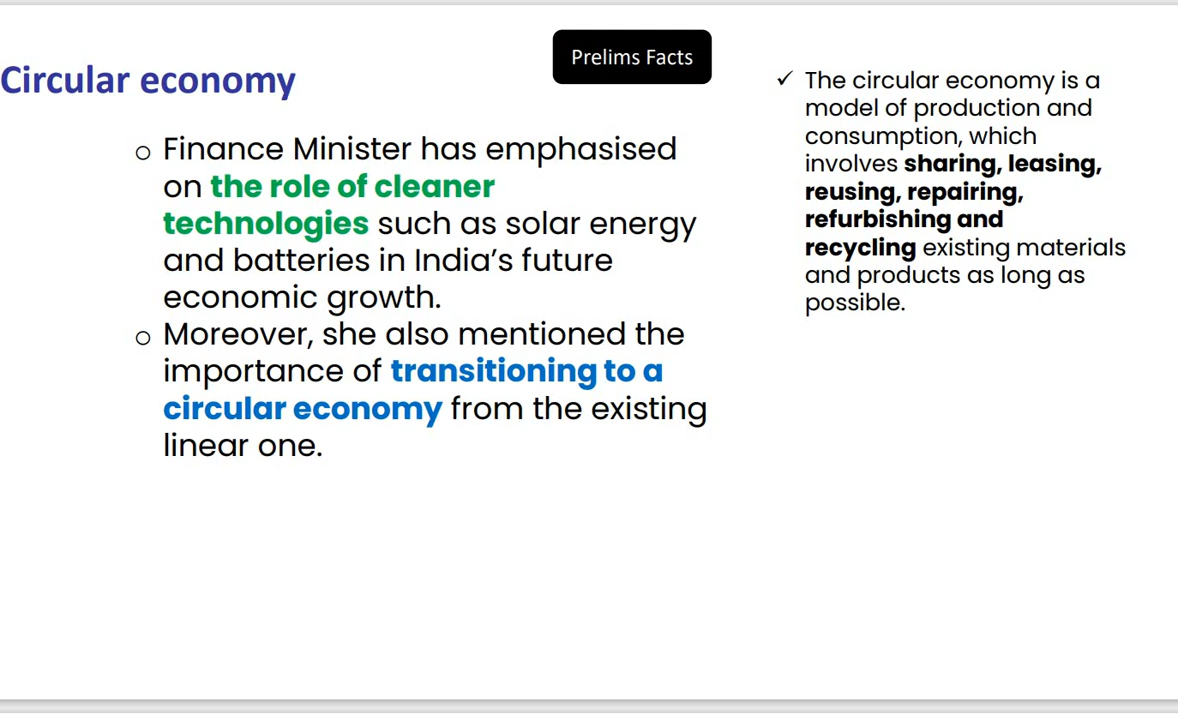 Prelims Facts
Circular economy
o Finance Minister has emphasised
on the role of cleaner
technologies such as solar energy
and batteries in India’s future
economic growth.
o Moreover, she also mentioned the
importance of transitioning to a
circular economy from the existing
linear one.
✓ The circular economy is a
model of production and
consumption, which
involves sharing, leasing,
reusing, repairing,
refurbishing and
recycling existing materials
and products as long as
possible.